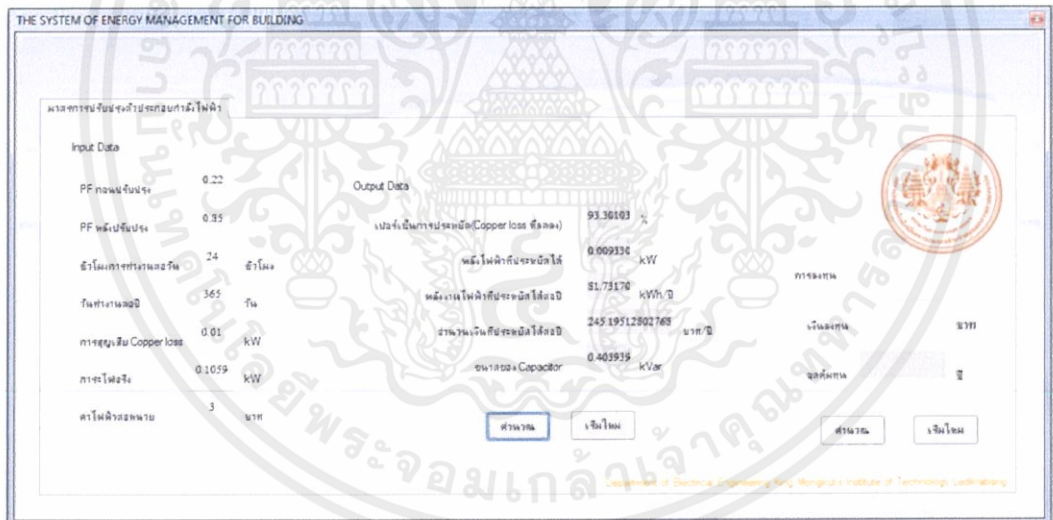 THE SYSTEM OF ENERGY MANAGEMENT FOR BUILDING
มาตรการปรับปรุงตัวประกอบกำลังไฟฟ้า
Input Data
PF ก่อนปรับปรุง 0.22
PF หลังปรับปรุง 0.85
ชั่วโมงการทำงานต่อวัน 24 ชั่วโมง
วันทำงานต่อปี 365 วัน
การสูญเสีย Copper loss 0.01 kW
ภาระโหลดจริง 0.1059 kW
ค่าไฟฟ้าต่อหน่วย 3 บาท
Output Data
เปอร์เซ็นการประหยัด(Copper loss ที่ลดลง) 93.30103 %
พลังไฟฟ้าที่ประหยัดได้ 0.009330 kW
พลังงานไฟฟ้าที่ประหยัดได้ต่อปี 81.73170 kWh/ปี
จำนวนเงินที่ประหยัดได้ต่อปี 245.19512802768 บาท/ปี
ขนาดของ Capacitor 0.403939 kVar
คำนวณ เริ่มใหม่
การลงทุน
เงินลงทุน บาท
จุดคุ้มทุน ปี
คำนวณ เริ่มใหม่
Department of Electrical Engineering King Mongkut's Institute of Technology Ladkrabang